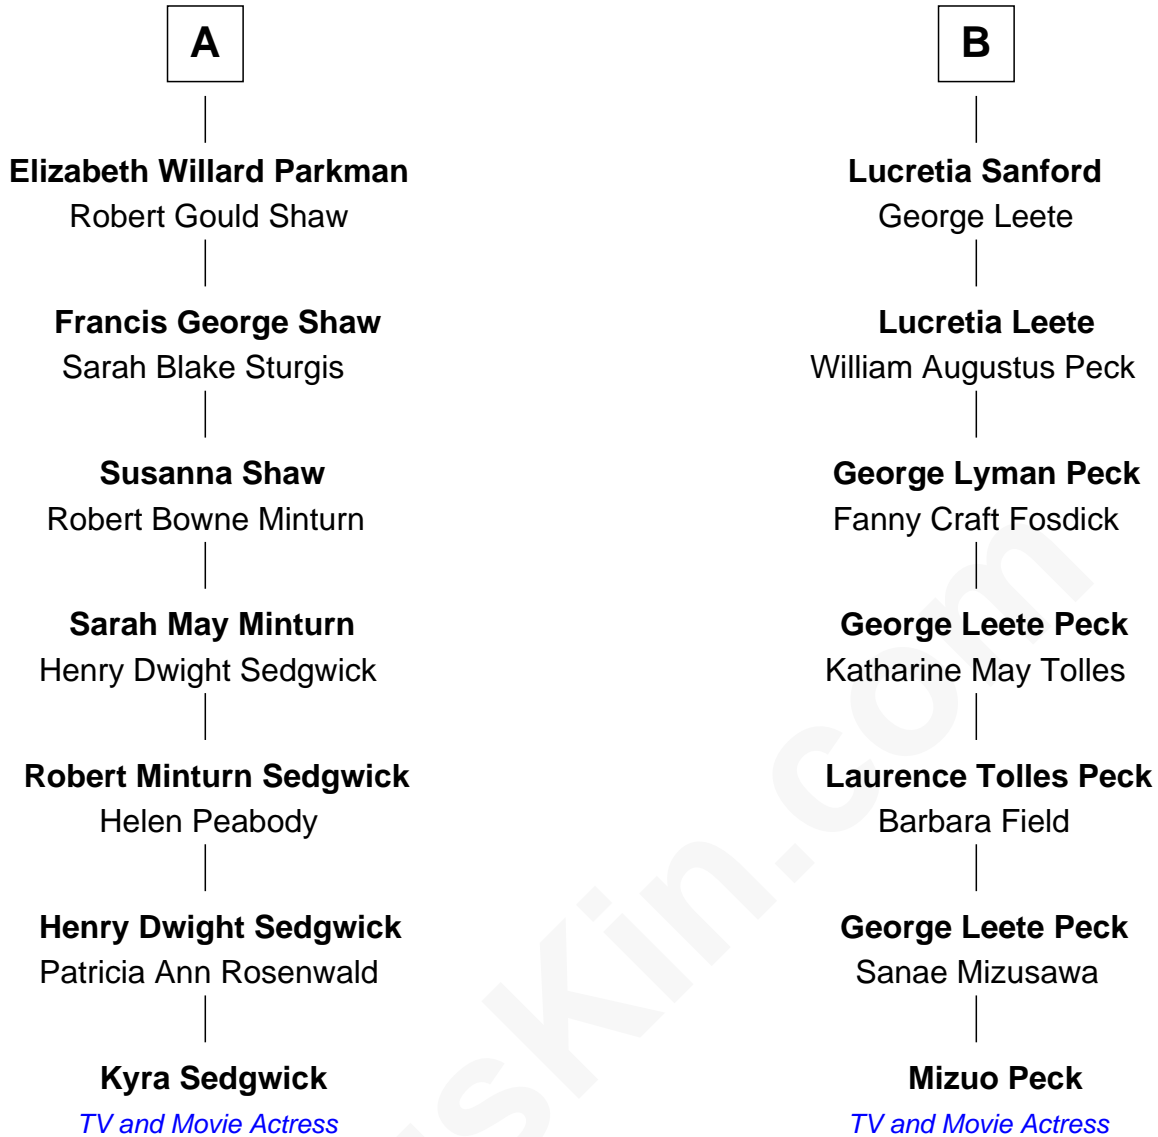 A
Elizabeth Willard Parkman
Robert Gould Shaw
Francis George Shaw
Sarah Blake Sturgis
Susanna Shaw
Robert Bowne Minturn
Sarah May Minturn
Henry Dwight Sedgwick
Robert Minturn Sedgwick
Helen Peabody
Henry Dwight Sedgwick
Patricia Ann Rosenwald
Kyra Sedgwick
TV and Movie Actress
B
Lucretia Sanford
George Leete
Lucretia Leete
William Augustus Peck
George Lyman Peck
Fanny Craft Fosdick
George Leete Peck
Katharine May Tolles
Laurence Tolles Peck
Barbara Field
George Leete Peck
Sanae Mizusawa
Mizuo Peck
TV and Movie Actress
sKin.com